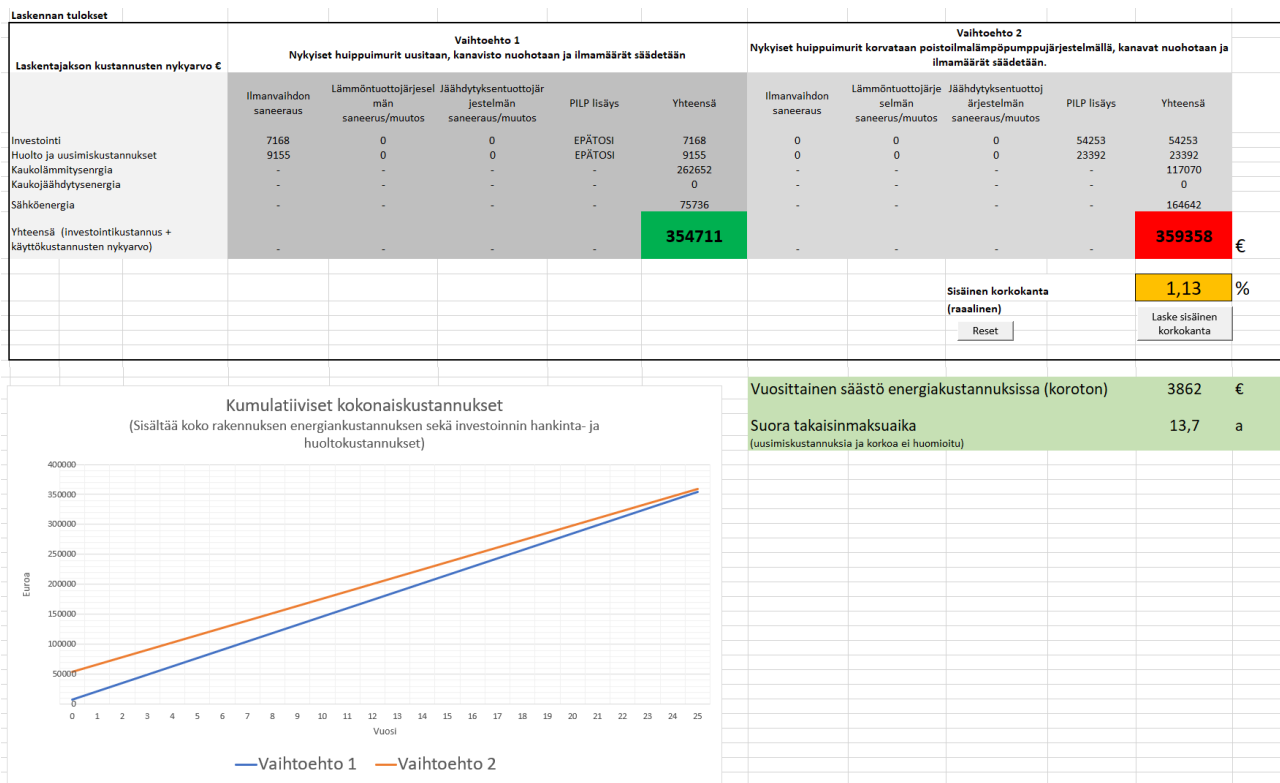 Laskennan tulokset
Laskentajakson kustannusten nykyarvo €
Vaihtoehto 1
Nykyiset huippuimurit uusitaan, kanavisto nuohotaan ja ilmamäärät säädetään
Vaihtoehto 2
Nykyiset huippuimurit korvataan poistoilmalämpöpumppujärjestelmällä, kanavat nuohotaan ja
ilmamäärät säädetään.
Ilmanvaihdon
saneeraus
Lämmöntuottojärjesel
män
saneerus/muutos
Jäähdytyksentuottojär
jestelmän
saneeraus/muutos
PILP lisäys
Yhteensä
Ilmanvaihdon
saneeraus
Lämmöntuottojärje
selmän
saneerus/muutos
Jäähdytyksentuottoj
ärjestelmän
saneeraus/muutos
PILP lisäys
Yhteensä
Investointi 7168 0 0 EPÄTOSI 7168 0 0 0 54253 54253
Huolto ja uusimiskustannukset 9155 0 0 EPÄTOSI 9155 0 0 0 23392 23392
Kaukolämmitysenrgia - - - - 262652 - - - - 117070
Kaukojäähdytysenergia - - - - 0 - - - - 0
Sähköenergia - - - - 75736 - - - - 164642
Yhteensä (investointikustannus +
käyttökustannusten nykyarvo) - - - - 354711 - - - - 359358 €
Sisäinen korkokanta 1,13 %
(raaalinen)
Reset
Laske sisäinen
korkokanta
Vuosittainen säästö energiakustannuksissa (koroton) 3862 €
Suora takaisinmaksuaika 13,7 a
(uusimiskustannuksia ja korkoa ei huomioitu)
Kumulatiiviset kokonaiskustannukset
(Sisältää koko rakennuksen energiankustannuksen sekä investoinnin hankinta- ja
huoltokustannukset)
400000
350000
300000
250000
200000
150000
100000
50000
0
Euroa
0 1 2 3 4 5 6 7 8 9 10 11 12 13 14 15 16 17 18 19 20 21 22 23 24 25
Vuosi
Vaihtoehto 1 Vaihtoehto 2